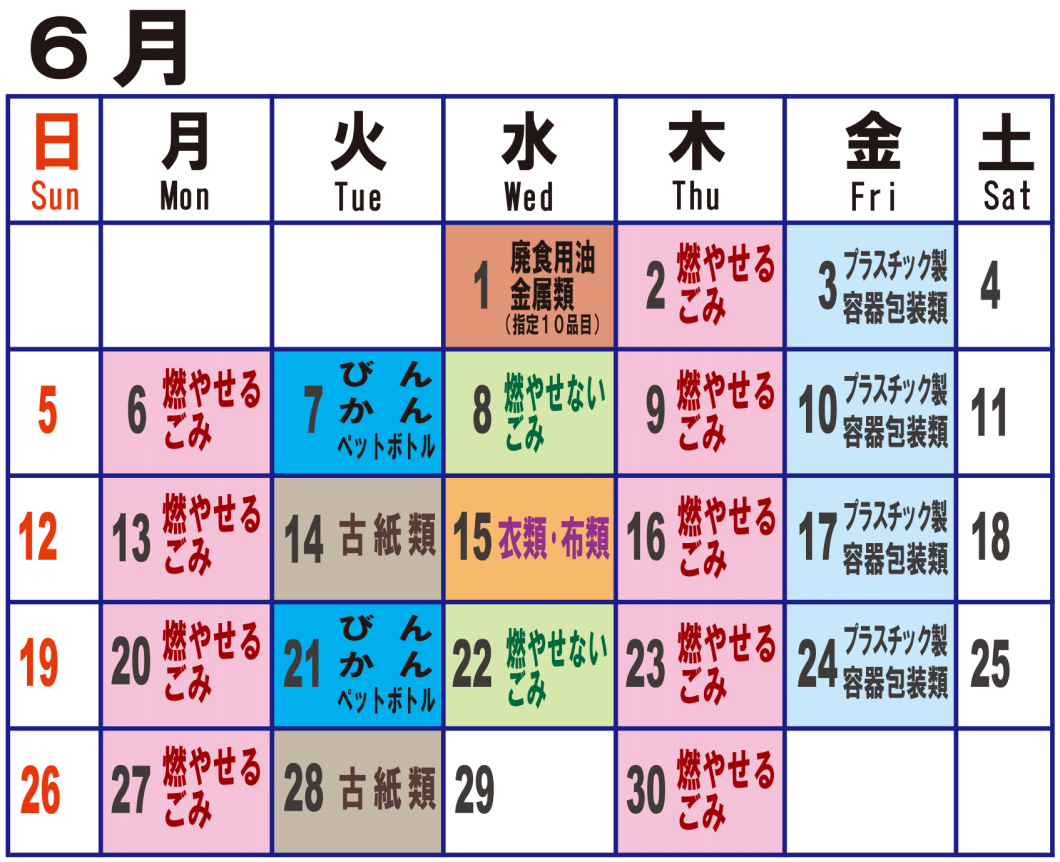 6月
日 月 火 水 木 金 土
Sun Mon Tue Wed Thu Fri Sat
1 廃食用油
金属類
(指定10品目)
2 燃やせる
ごみ
3 プラスチック製
容器包装類
4
5
6 燃やせる
ごみ
7 びん
かん
ペットボトル
8 燃やせない
ごみ
9 燃やせる
ごみ
10 プラスチック製
容器包装類
11
12
13 燃やせる
ごみ
14 古紙類
15 衣類・布類
16 燃やせる
ごみ
17 プラスチック製
容器包装類
18
19
20 燃やせる
ごみ
21 びん
かん
ペットボトル
22 燃やせない
ごみ
23 燃やせる
ごみ
24 プラスチック製
容器包装類
25
26
27 燃やせる
ごみ
28 古紙類
29
30 燃やせる
ごみ